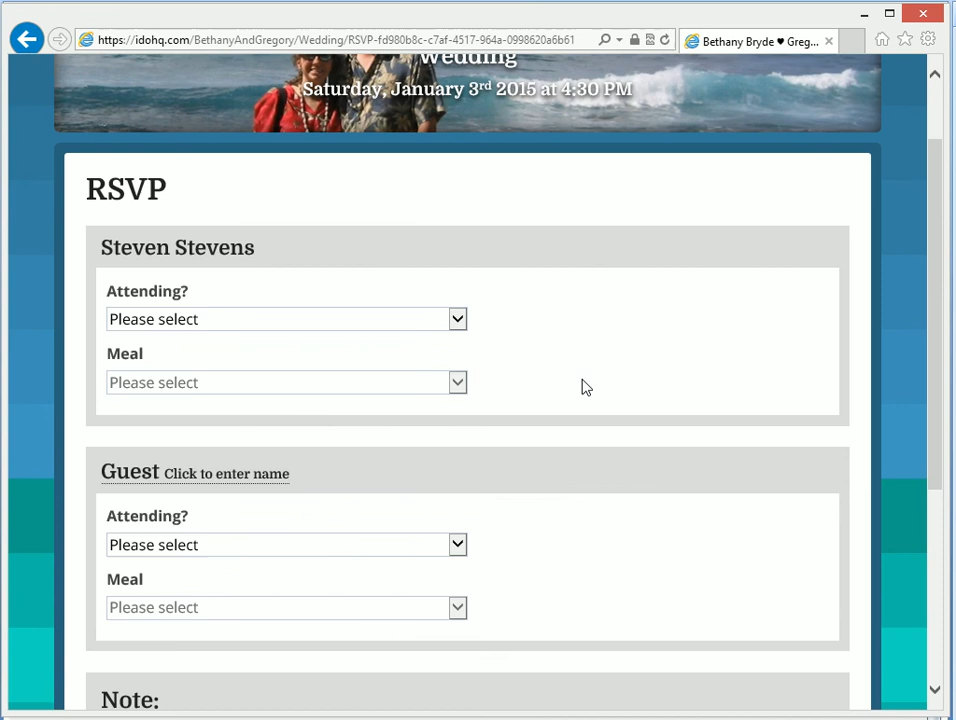 https://idohq.com/BethanyAndGregory/Wedding/RSVP-fd980b8c-c7af-4517-964a-0998620a6b61
Bethany Bryde ♥ Greg...
Wedding
Saturday, January 3rd 2015 at 4:30 PM
RSVP
Steven Stevens
Attending?
Please select
Meal
Please select
Guest Click to enter name
Attending?
Please select
Meal
Please select
Note: